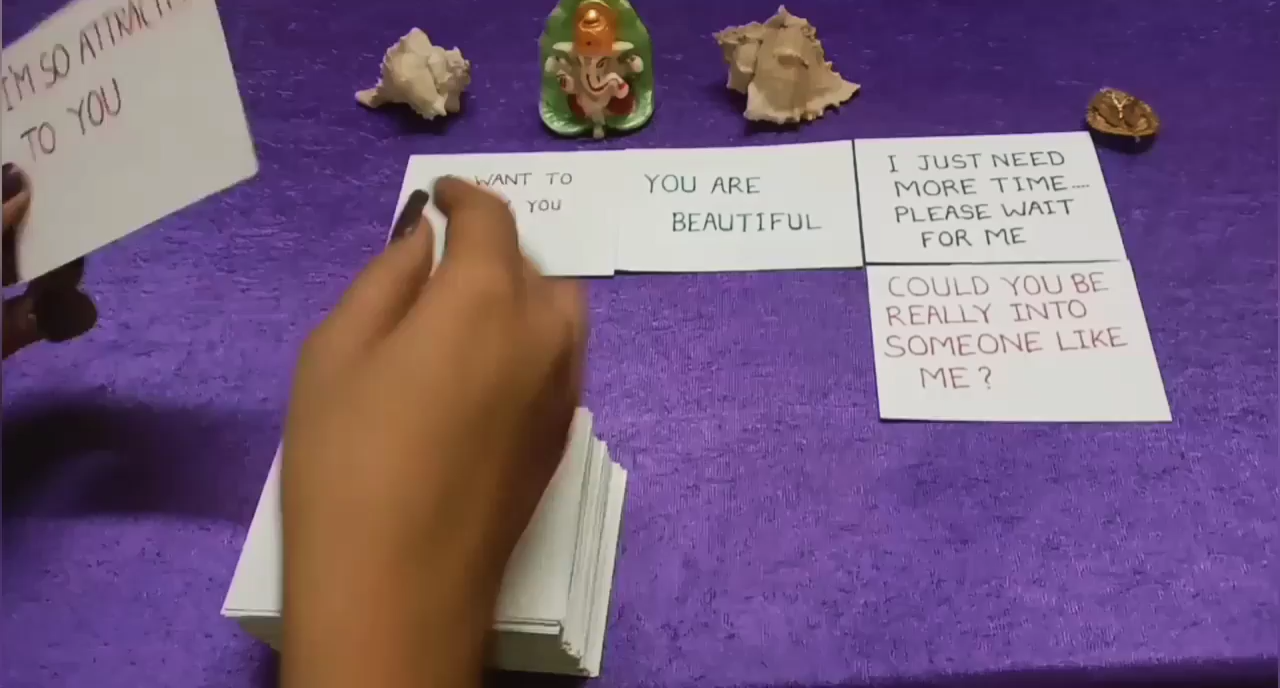 I'M SO
TO YOU
WANT TO
YOU
YOU ARE
BEAUTIFUL
I JUST NEED
MORE TIME....
PLEASE WAIT
FOR ME
COULD YOU BE
REALLY INTO
SOMEONE LIKE
ME?